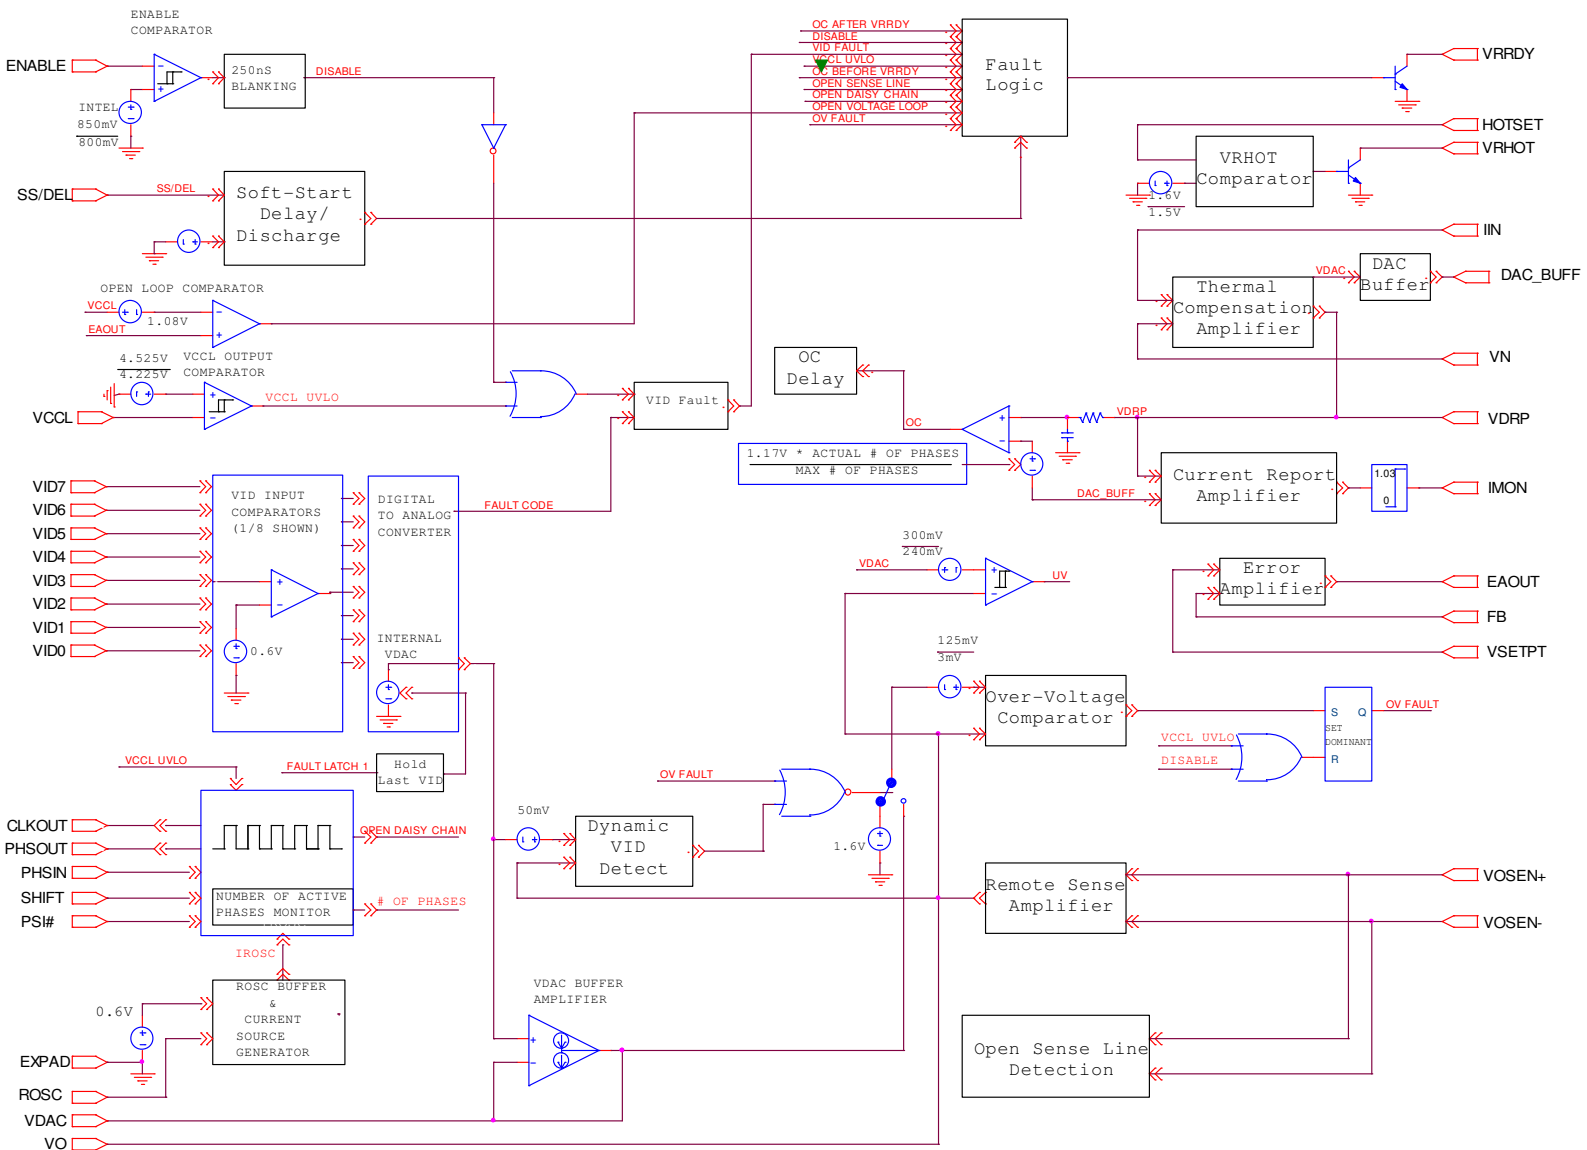 ENABLE
COMPARATOR
ENABLE
250nS
BLANKING
DISABLE
INTEL
850mV
800mV
OC AFTER VRRDY
DISABLE
VID FAULT
VCCL UVLO
OC BEFORE VRRDY
OPEN SENSE LINE
OPEN DAISY CHAIN
OPEN VOLTAGE LOOP
OV FAULT
Fault
Logic
VRRDY
HOTSET
VRHOT
VRHOT
Comparator
1.6V
1.5V
SS/DEL
SS/DEL
Soft-Start
Delay/
Discharge
IIN
VDAC
DAC
Buffer
DAC_BUFF
Thermal
Compensation
Amplifier
VN
OPEN LOOP COMPARATOR
VCCL
1.08V
EAOUT
4.525V
4.225V
VCCL OUTPUT
COMPARATOR
VCCL UVLO
VCCL
VID Fault
OC
Delay
OC
VDRP
VDRP
1.17V * ACTUAL # OF PHASES
MAX # OF PHASES
DAC_BUFF
Current Report
Amplifier
1.03
0
IMON
VID7
VID6
VID5
VID4
VID3
VID2
VID1
VID0
VID INPUT
COMPARATORS
(1/8 SHOWN)
0.6V
DIGITAL
TO ANALOG
CONVERTER
FAULT CODE
INTERNAL
VDAC
300mV
240mV
VDAC
UV
Error
Amplifier
EAOUT
FB
VSETPT
125mV
3mV
Over-Voltage
Comparator
S
Q
SET
DOMINANT
R
OV FAULT
VCCL UVLO
DISABLE
VCCL UVLO
FAULT LATCH 1
Hold
Last VID
OV FAULT
1.6V
50mV
Dynamic
VID
Detect
CLKOUT
PHSOUT
PHSIN
SHIFT
PSI#
OPEN DAISY CHAIN
NUMBER OF ACTIVE
PHASES MONITOR
# OF PHASES
IROSC
Remote Sense
Amplifier
VOSEN+
VOSEN-
ROSC BUFFER
&
CURRENT
SOURCE
GENERATOR
0.6V
VDAC BUFFER
AMPLIFIER
Open Sense Line
Detection
EXPAD
ROSC
VDAC
VO